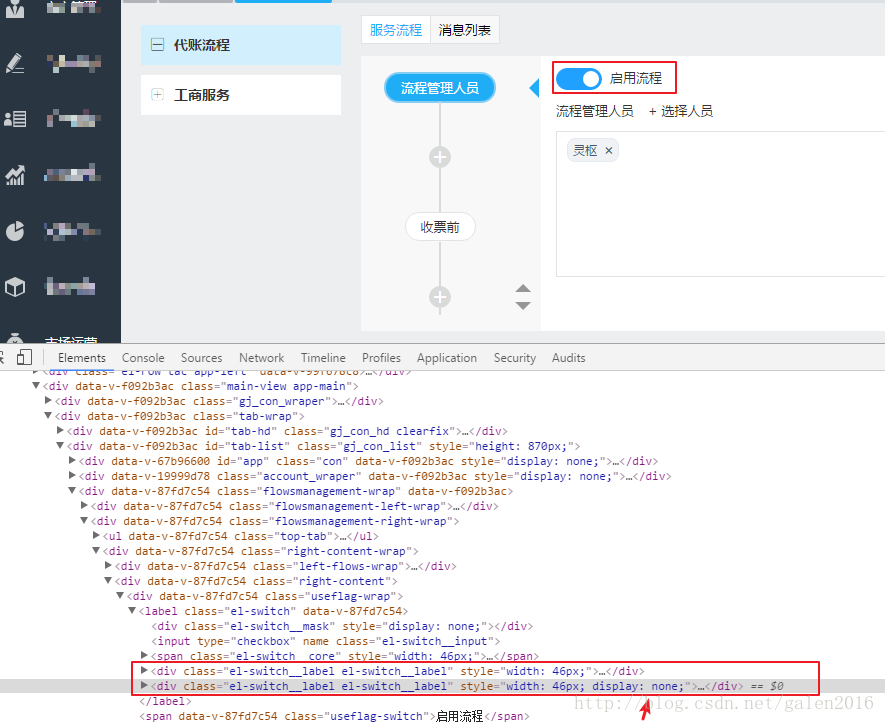 服务流程 消息列表
代账流程
工商服务
流程管理人员
启用流程
流程管理人员 + 选择人员
灵枢 ×
收票前
Elements Console Sources Network Timeline Profiles Application Security Audits
▼<div data-v-f092b3ac class="main-view app-main">
▶<div data-v-f092b3ac class="gj_con_wraper">…</div>
▼<div data-v-f092b3ac class="tab-wrap">
▶<div data-v-f092b3ac id="tab-hd" class="gj_con_hd clearfix">…</div>
▼<div data-v-f092b3ac id="tab-list" class="gj_con_list" style="height: 870px;">
▶<div data-v-67b96600 id="app" class="con" data-v-f092b3ac style="display: none;">…</div>
▶<div data-v-19999d78 class="account_wraper" data-v-f092b3ac style="display: none;">…</div>
▼<div data-v-87fd7c54 class="flowsmanagement-wrap" data-v-f092b3ac>
▶<div data-v-87fd7c54 class="flowsmanagement-left-wrap">…</div>
▼<div data-v-87fd7c54 class="flowsmanagement-right-wrap">
▶<ul data-v-87fd7c54 class="top-tab">…</ul>
▼<div data-v-87fd7c54 class="right-content-wrap">
▶<div data-v-87fd7c54 class="left-flows-wrap">…</div>
▼<div data-v-87fd7c54 class="right-content">
▼<div data-v-87fd7c54 class="useflag-wrap">
▼<label class="el-switch" data-v-87fd7c54>
<div class="el-switch__mask" style="display: none;"></div>
<input type="checkbox" name class="el-switch__input">
▶<span class="el-switch__core" style="width: 46px;">…</span>
▶<div class="el-switch__label el-switch__label" style="width: 46px;">…</div>
▶<div class="el-switch__label el-switch__label" style="width: 46px; display: none;">…</div> == $0
</label>
<span data-v-87fd7c54 class="useflag-switch">启用流程</span>
http://blog.csdn.net/galen2016